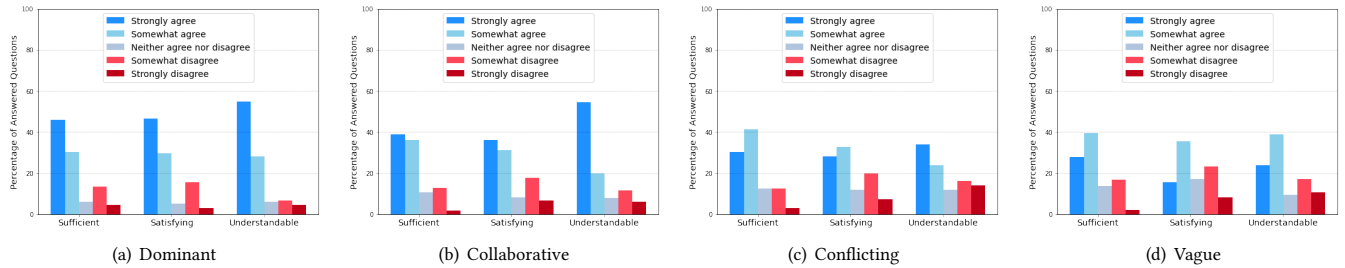 Percentage of Answered Questions
100
80
60
40
20
0
Strongly agree
Somewhat agree
Neither agree nor disagree
Somewhat disagree
Strongly disagree
Sufficient Satisfying Understandable
(a) Dominant
Percentage of Answered Questions
100
80
60
40
20
0
Strongly agree
Somewhat agree
Neither agree nor disagree
Somewhat disagree
Strongly disagree
Sufficient Satisfying Understandable
(b) Collaborative
Percentage of Answered Questions
100
80
60
40
20
0
Strongly agree
Somewhat agree
Neither agree nor disagree
Somewhat disagree
Strongly disagree
Sufficient Satisfying Understandable
(c) Conflicting
Percentage of Answered Questions
100
80
60
40
20
0
Strongly agree
Somewhat agree
Neither agree nor disagree
Somewhat disagree
Strongly disagree
Sufficient Satisfying Understandable
(d) Vague